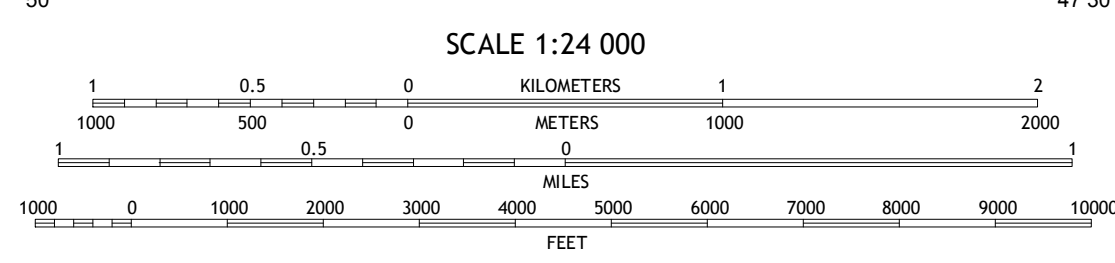 50 47 30
SCALE 1:24 000
1 0.5 0 KILOMETERS 1 2
1000 500 0 METERS 1000 2000
1 0.5 0 1
MILES
1000 0 1000 2000 3000 4000 5000 6000 7000 8000 9000 10000
FEET